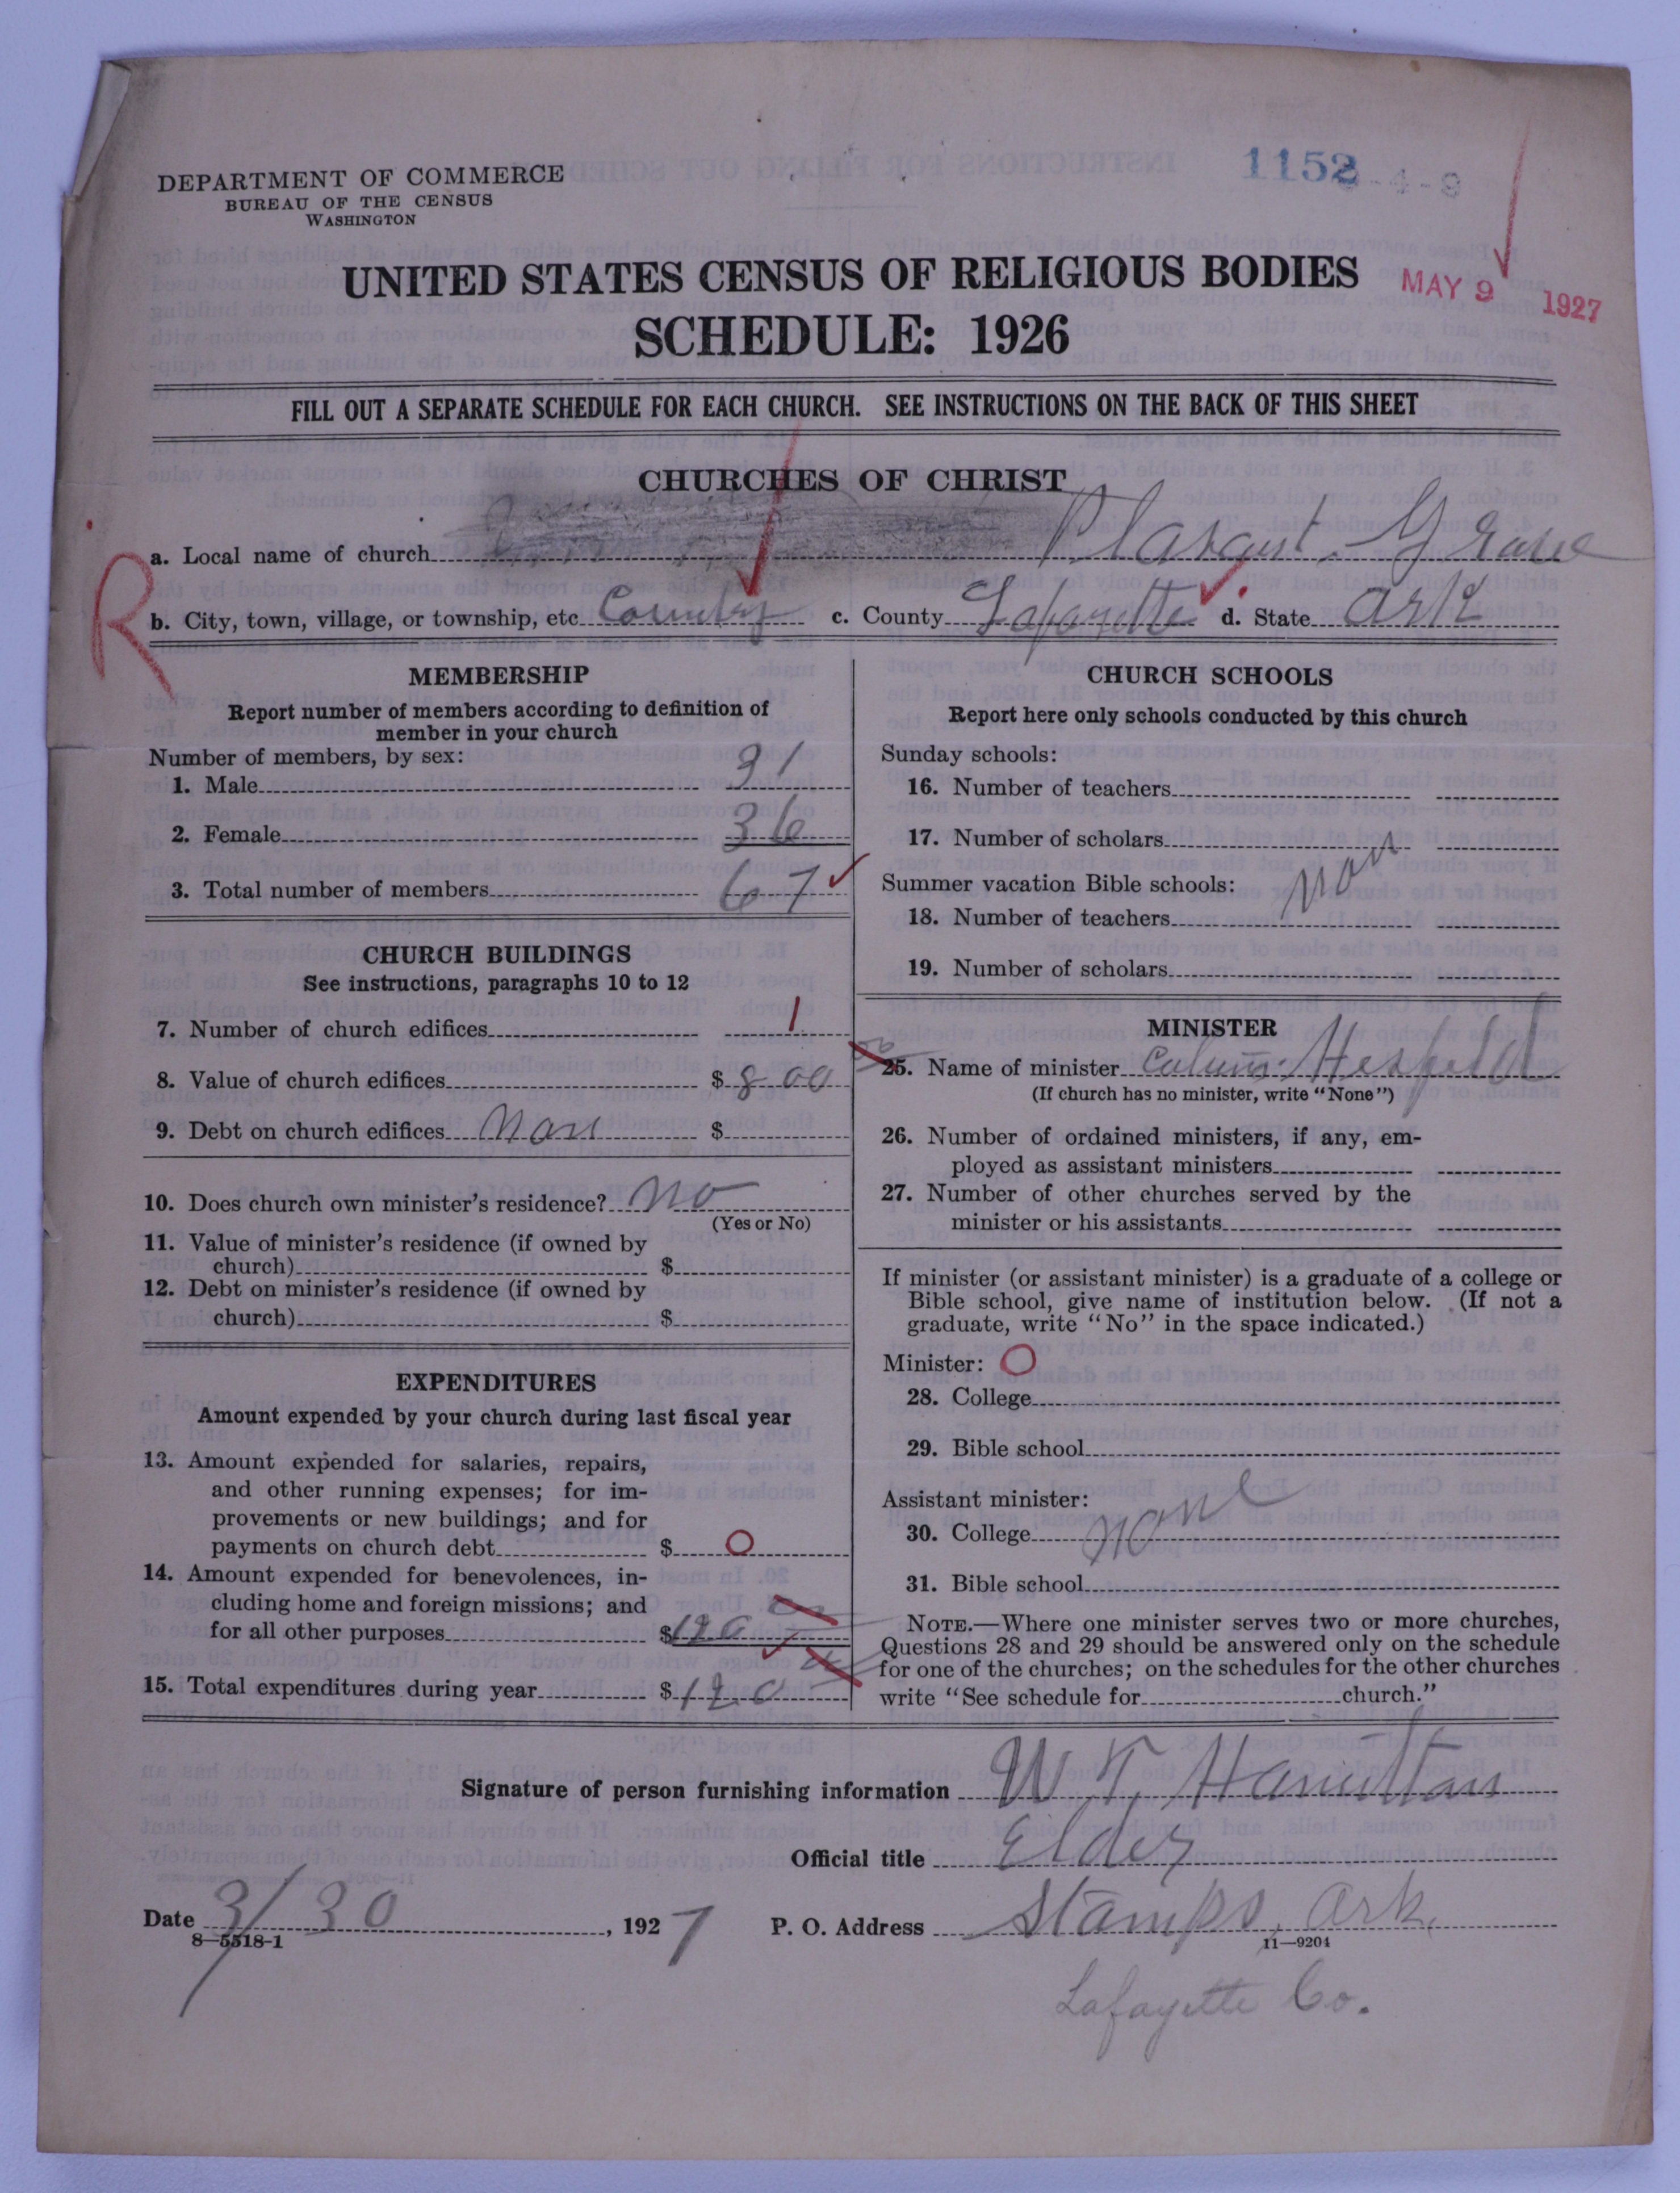 DEPARTMENT OF COMMERCE
BUREAU OF THE CENSUS
WASHINGTON
1152
-4-9
UNITED STATES CENSUS OF RELIGIOUS BODIES
SCHEDULE: 1926
MAY 9 1927
FILL OUT A SEPARATE SCHEDULE FOR EACH CHURCH. SEE INSTRUCTIONS ON THE BACK OF THIS SHEET
CHURCHES OF CHRIST
R
a. Local name of church Plasant Grove
b. City, town, village, or township, etc. Country c. County Lafayette d. State Ark
MEMBERSHIP
Report number of members according to definition of
member in your church
Number of members, by sex:
1. Male 31
2. Female 36
3. Total number of members 67
CHURCH BUILDINGS
See instructions, paragraphs 10 to 12
7. Number of church edifices 1
8. Value of church edifices $ 800
9. Debt on church edifices Non $
10. Does church own minister's residence? No
(Yes or No)
11. Value of minister's residence (if owned by
church) $
12. Debt on minister's residence (if owned by
church) $
EXPENDITURES
Amount expended by your church during last fiscal year
13. Amount expended for salaries, repairs,
and other running expenses; for im-
provements or new buildings; and for
payments on church debt $ O
14. Amount expended for benevolences, in-
cluding home and foreign missions; and
for all other purposes $ 120
15. Total expenditures during year $ 120
CHURCH SCHOOLS
Report here only schools conducted by this church
Sunday schools:
16. Number of teachers
17. Number of scholars
Summer vacation Bible schools: non
18. Number of teachers
19. Number of scholars
MINISTER
25. Name of minister
(If church has no minister, write "None")
26. Number of ordained ministers, if any, em-
ployed as assistant ministers
27. Number of other churches served by the
minister or his assistants
If minister (or assistant minister) is a graduate of a college or
Bible school, give name of institution below. (If not a
graduate, write "No" in the space indicated.)
Minister: O
28. College
29. Bible school
Assistant minister:
30. College none
31. Bible school
NOTE.—Where one minister serves two or more churches,
Questions 28 and 29 should be answered only on the schedule
for one of the churches; on the schedules for the other churches
write "See schedule for church."
Signature of person furnishing information W T. Hamilton
Official title Elder
Date 3/30, 1927 P. O. Address Stamps, Ark.
8—5518-1 11—9204
Lafayette Co.